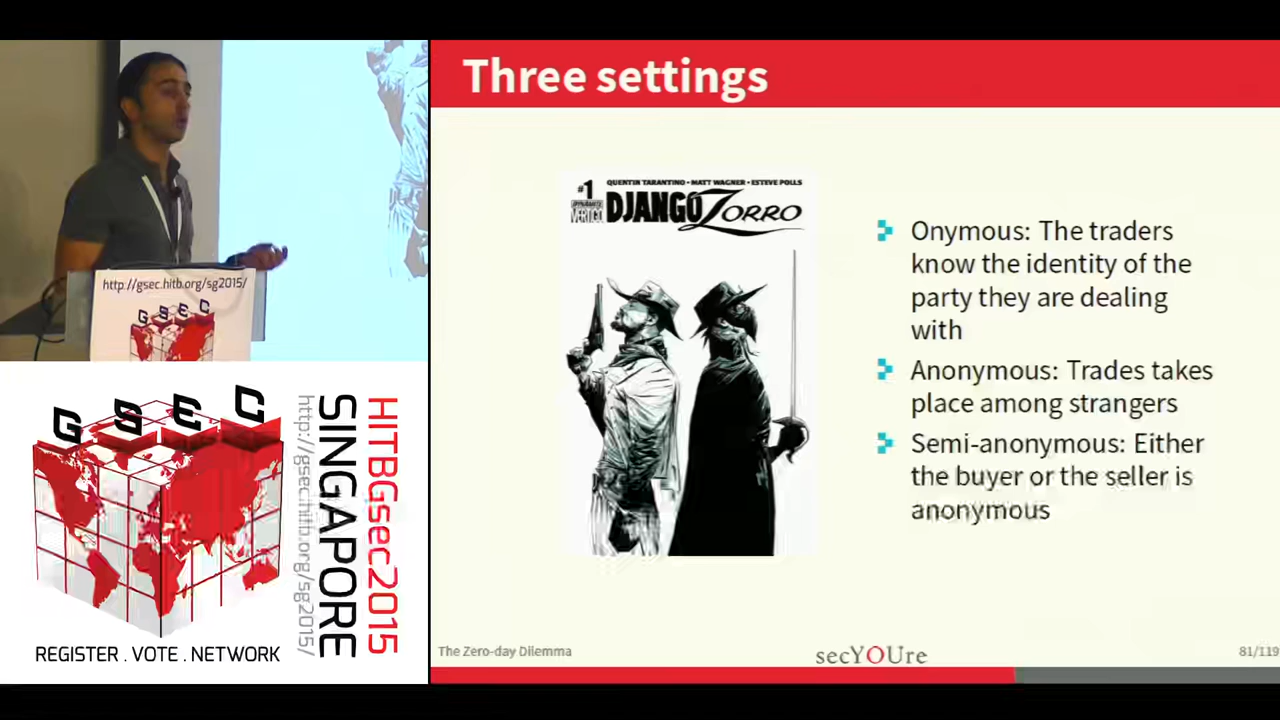 Three settings
#1
QUENTIN TARANTINO • MATT WAGNER • ESTEVE POLLS
VERTIGO
DJANGO
ZORRO
Onymous: The traders
know the identity of the
party they are dealing
with
Anonymous: Trades takes
place among strangers
Semi-anonymous: Either
the buyer or the seller is
anonymous
The Zero-day Dilemma
secYOUre
81/119
http://gsec.hitb.org/sg2015/
G S E C
G S E C
HITBGsec2015
SINGAPORE
http://gsec.hitb.org/sg2015/
REGISTER . VOTE . NETWORK